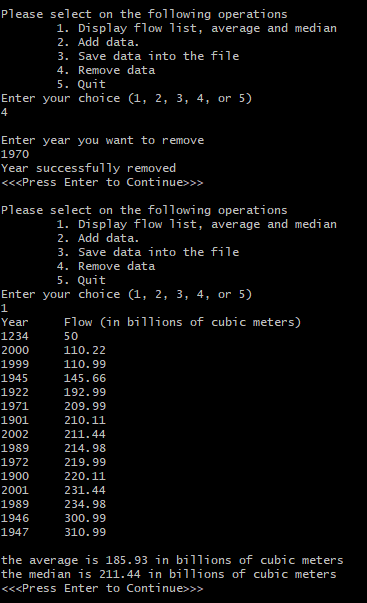 Please select on the following operations
1. Display flow list, average and median
2. Add data.
3. Save data into the file
4. Remove data
5. Quit
Enter your choice (1, 2, 3, 4, or 5)
4
Enter year you want to remove
1970
Year successfully removed
<<<Press Enter to Continue>>>
Please select on the following operations
1. Display flow list, average and median
2. Add data.
3. Save data into the file
4. Remove data
5. Quit
Enter your choice (1, 2, 3, 4, or 5)
1
Year Flow (in billions of cubic meters)
1234 50
2000 110.22
1999 110.99
1945 145.66
1922 192.99
1971 209.99
1901 210.11
2002 211.44
1989 214.98
1972 219.99
1900 220.11
2001 231.44
1989 234.98
1946 300.99
1947 310.99
the average is 185.93 in billions of cubic meters
the median is 211.44 in billions of cubic meters
<<<Press Enter to Continue>>>